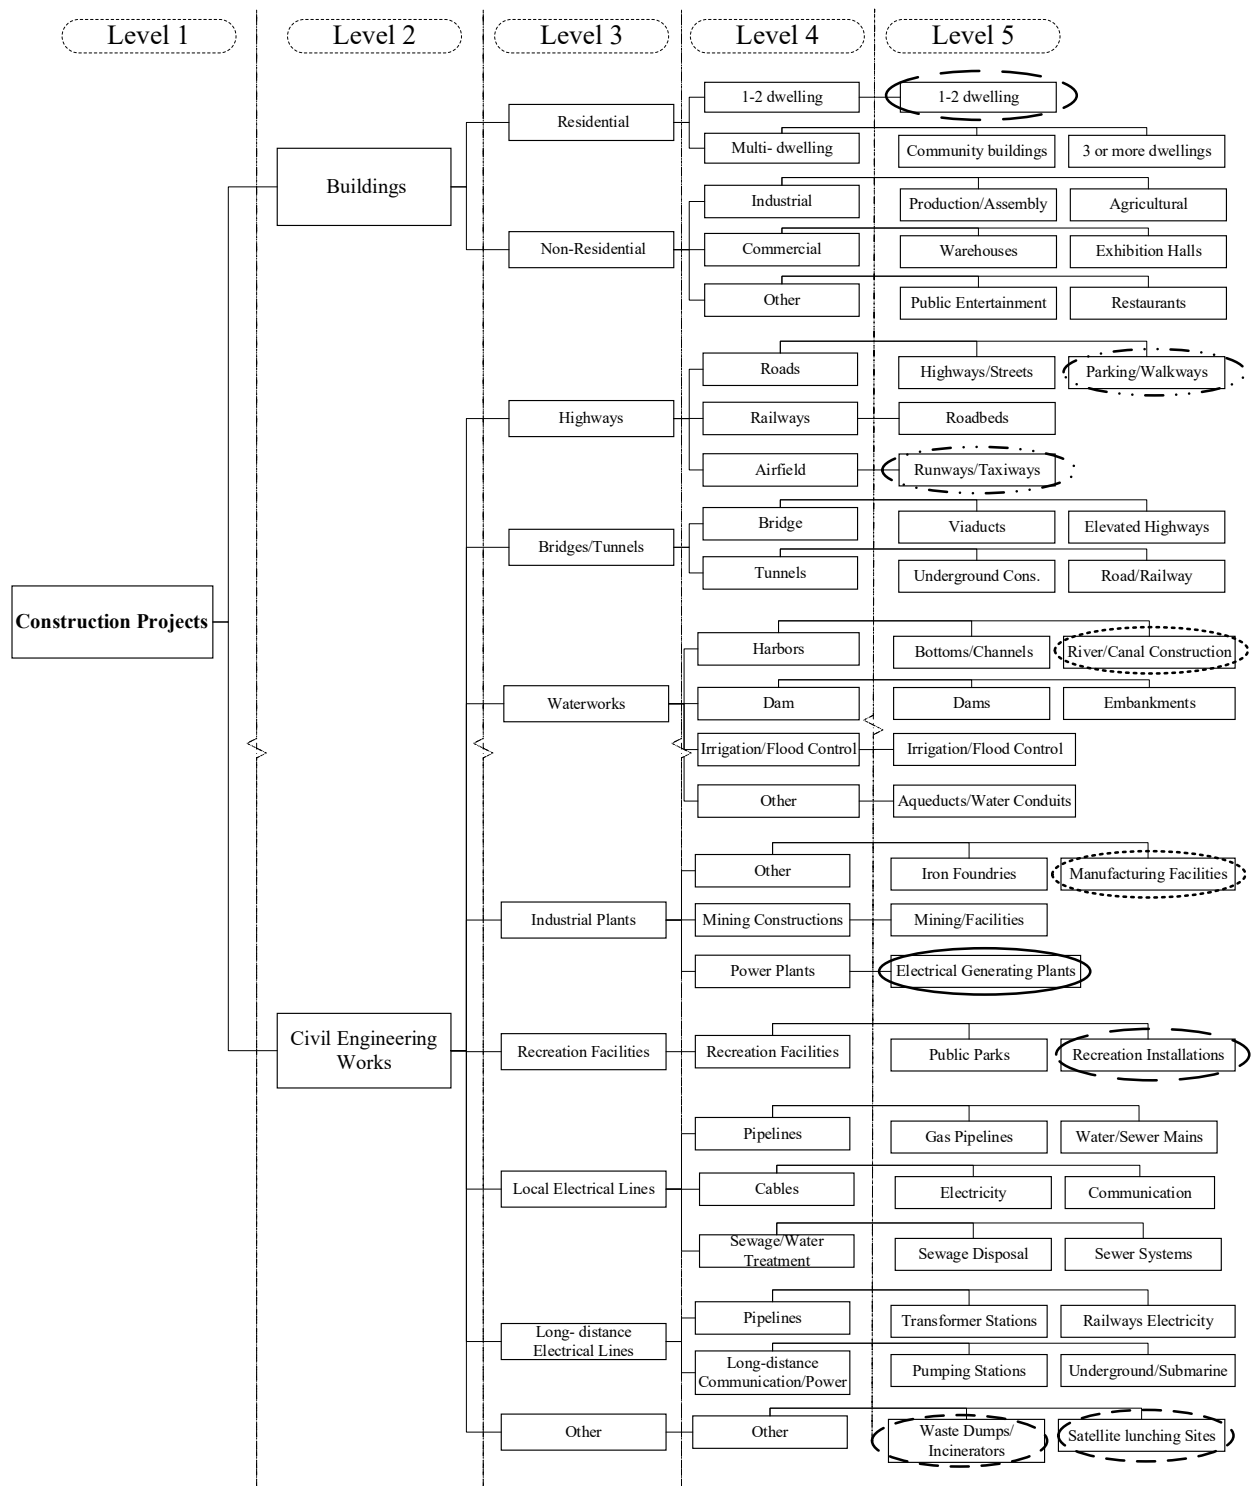 Level 1
Level 2
Level 3
Level 4
Level 5
1-2 dwelling
1-2 dwelling
Residential
Multi- dwelling
Community buildings
3 or more dwellings
Buildings
Industrial
Production/Assembly
Agricultural
Non-Residential
Commercial
Warehouses
Exhibition Halls
Other
Public Entertainment
Restaurants
Roads
Highways/Streets
Parking/Walkways
Highways
Railways
Roadbeds
Airfield
Runways/Taxiways
Bridge
Viaducts
Elevated Highways
Bridges/Tunnels
Tunnels
Underground Cons.
Road/Railway
Construction Projects
Harbors
Bottoms/Channels
River/Canal Construction
Waterworks
Dam
Dams
Embankments
Irrigation/Flood Control
Irrigation/Flood Control
Other
Aqueducts/Water Conduits
Other
Iron Foundries
Manufacturing Facilities
Industrial Plants
Mining Constructions
Mining/Facilities
Power Plants
Electrical Generating Plants
Civil Engineering
Works
Recreation Facilities
Recreation Facilities
Public Parks
Recreation Installations
Pipelines
Gas Pipelines
Water/Sewer Mains
Local Electrical Lines
Cables
Electricity
Communication
Sewage/Water
Treatment
Sewage Disposal
Sewer Systems
Pipelines
Transformer Stations
Railways Electricity
Long- distance
Electrical Lines
Long-distance
Communication/Power
Pumping Stations
Underground/Submarine
Other
Other
Waste Dumps/
Incinerators
Satellite lunching Sites